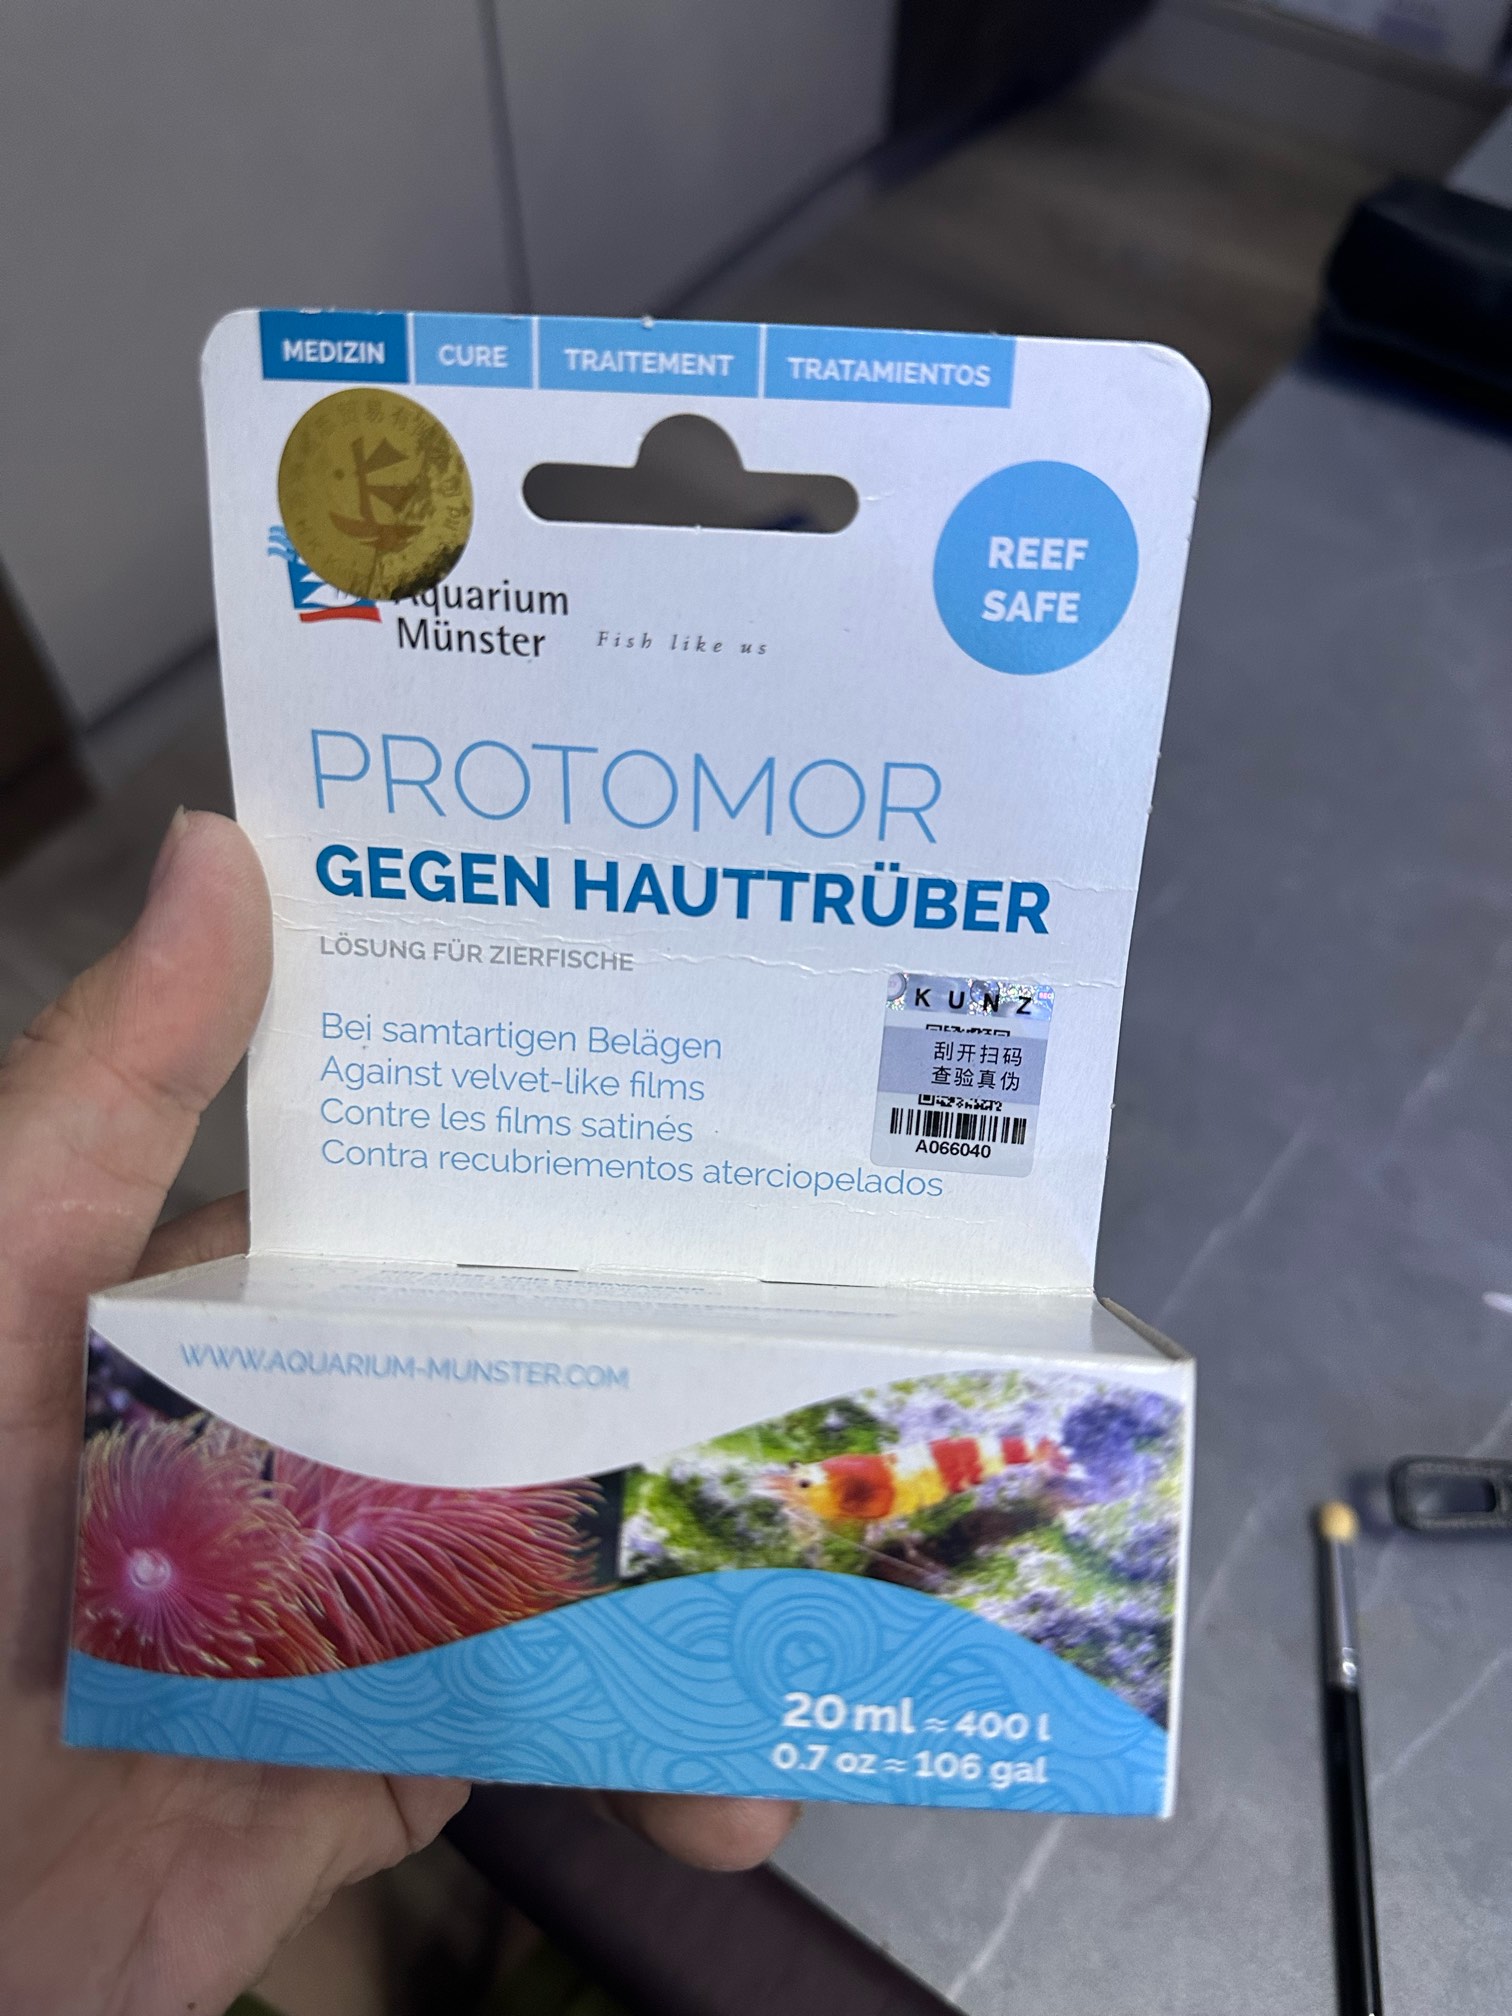 MEDIZIN
CURE
TRAITEMENT
TRATAMIENTOS
REEF
SAFE
Aquarium
Münster
Fish like us
PROTOMOR
GEGEN HAUTTRÜBER
LÖSUNG FÜR ZIERFISCHE
Bei samtartigen Belägen
Against velvet-like films
Contre les films satinés
Contra recubriementos aterciopelados
KUNZ
刮开扫码
查验真伪
A066040
WWW.AQUARIUM-MUNSTER.COM
20 ml ≈ 400 l
0.7 oz ≈ 106 gal